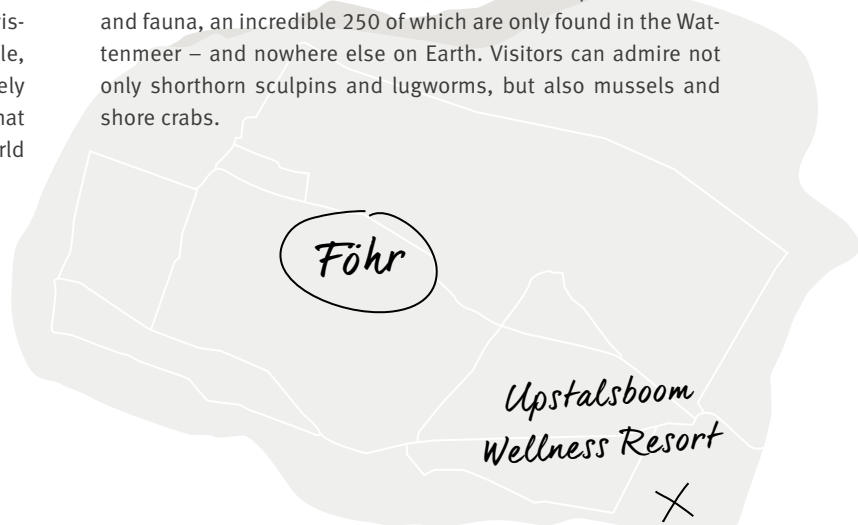 and fauna, an incredible 250 of which are only found in the Wat-
tenmeer – and nowhere else on Earth. Visitors can admire not
only shorthorn sculpins and lugworms, but also mussels and
shore crabs.
Föhr
Upstalsboom
Wellness Resort